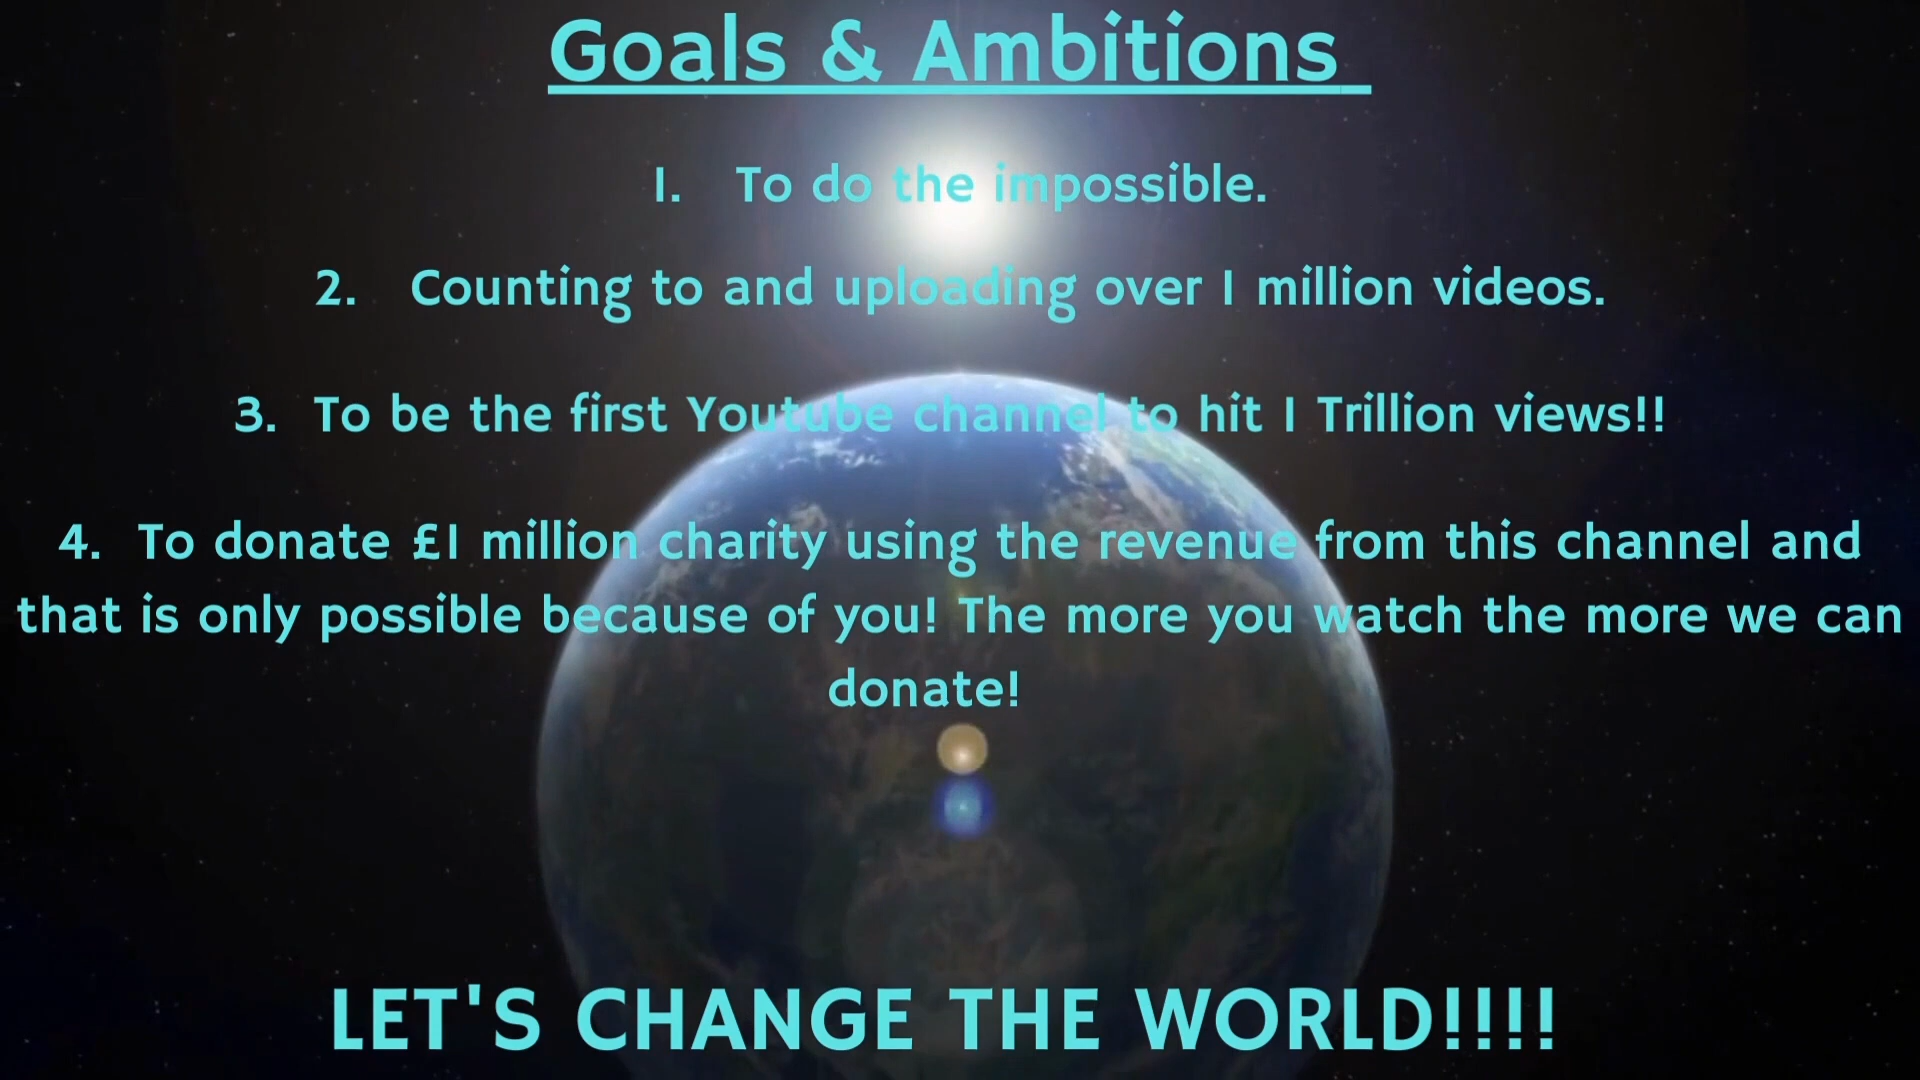 Goals & Ambitions
1. To do the impossible.
2. Counting to and uploading over 1 million videos.
3. To be the first Youtube channel to hit 1 Trillion views!!
4. To donate £1 million charity using the revenue from this channel and
that is only possible because of you! The more you watch the more we can
donate!
LET'S CHANGE THE WORLD!!!!